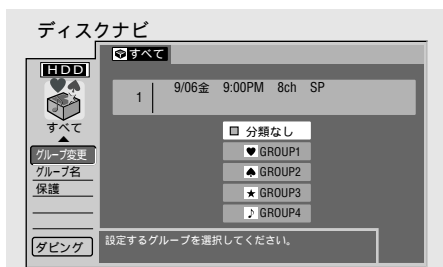 ディスクナビ
すべて
HDD
1 9/06金 9:00PM 8ch SP
すべて
分類なし
GROUP1
GROUP2
GROUP3
GROUP4
グループ変更
グループ名
保護
ダビング
設定するグループを選択してください。